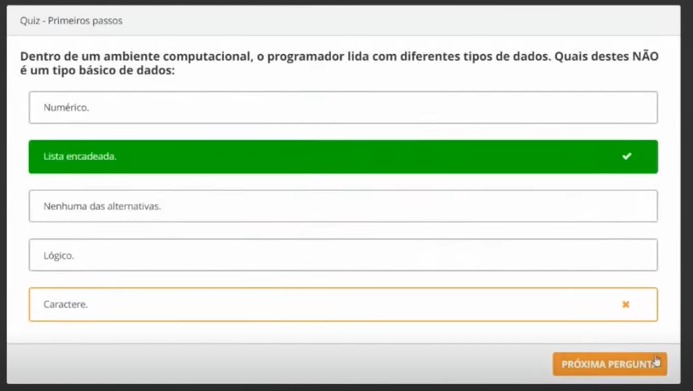 Quiz - Primeiros passos
Dentro de um ambiente computacional, o programador lida com diferentes tipos de dados. Quais destes NÃO
é um tipo básico de dados:
Numérico.
Lista encadeada.
Nenhuma das alternativas.
Lógico.
Caractere.
PRÓXIMA PERGUNTA